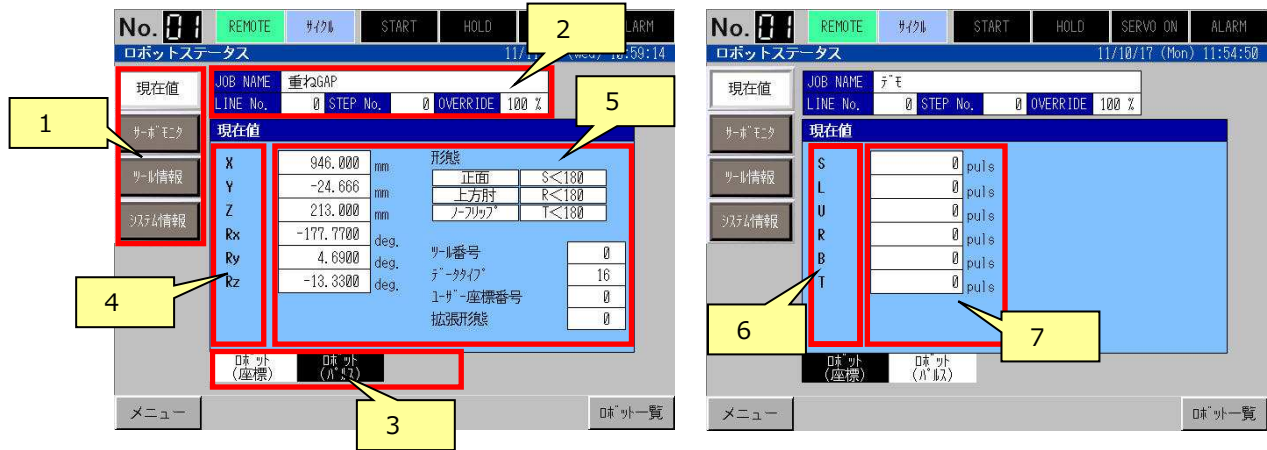 No. 01 REMOTE サイクル START HOLD LARM
ロボットステータス 11/1 10:59:14
現在値
サーボモニタ
ツール情報
システム情報
JOB NAME 重ねGAP
LINE No. 0 STEP No. 0 OVERRIDE 100 %
現在値
X 946.000 mm
Y -24.666 mm
Z 213.000 mm
Rx -177.7700 deg.
Ry 4.6900 deg.
Rz -13.3300 deg.
形態
正面 S<180
上方肘 R<180
ノーフリップ T<180
ツール番号 0
データタイプ 16
ユーザー座標番号 0
拡張形態 0
ロボット
(座標)
ロボット
(パルス)
メニュー ロボット一覧
1
2
3
4
5
No. 01 REMOTE サイクル START HOLD SERVO ON ALARM
ロボットステータス 11/10/17 (Mon) 11:54:50
現在値
サーボモニタ
ツール情報
システム情報
JOB NAME デモ
LINE No. 0 STEP No. 0 OVERRIDE 100 %
現在値
S 0 puls
L 0 puls
U 0 puls
R 0 puls
B 0 puls
T 0 puls
ロボット
(座標)
ロボット
(パルス)
メニュー ロボット一覧
6
7